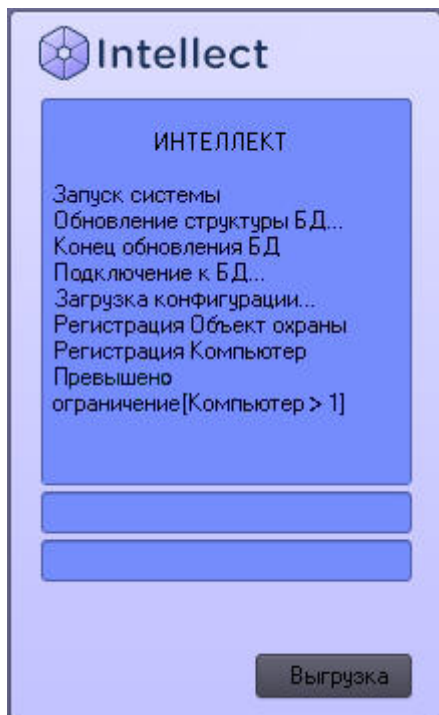 Intellect
ИНТЕЛЛЕКТ
Запуск системы
Обновление структуры БД...
Конец обновления БД
Подключение к БД...
Загрузка конфигурации...
Регистрация Объект охраны
Регистрация Компьютер
Превышено
ограничение[Компьютер > 1]
Выгрузка